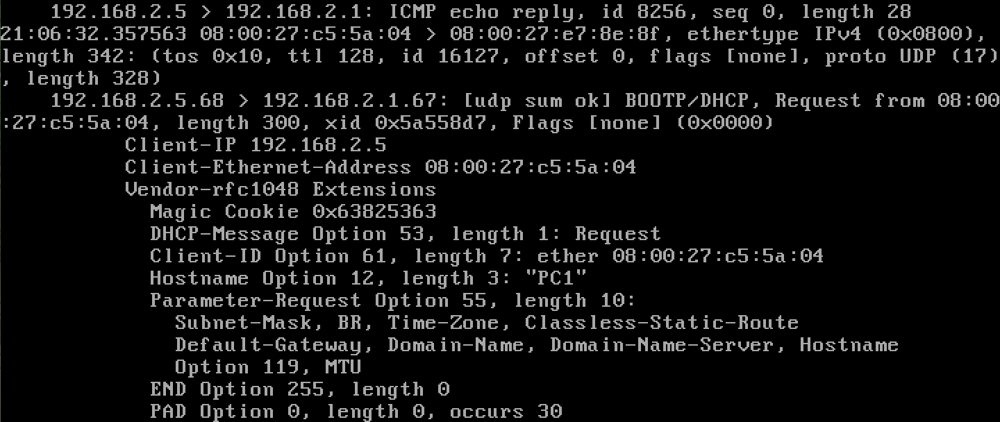 192.168.2.5 > 192.168.2.1: ICMP echo reply, id 8256, seq 0, length 28
21:06:32.357563 08:00:27:c5:5a:04 > 08:00:27:e7:8e:8f, ethertype IPv4 (0x0800),
length 342: (tos 0x10, ttl 128, id 16127, offset 0, flags [none], proto UDP (17)
, length 328)
192.168.2.5.68 > 192.168.2.1.67: [udp sum ok] BOOTP/DHCP, Request from 08:00
:27:c5:5a:04, length 300, xid 0x5a558d7, Flags [none] (0x0000)
Client-IP 192.168.2.5
Client-Ethernet-Address 08:00:27:c5:5a:04
Vendor-rfc1048 Extensions
Magic Cookie 0x63825363
DHCP-Message Option 53, length 1: Request
Client-ID Option 61, length 7: ether 08:00:27:c5:5a:04
Hostname Option 12, length 3: "PC1"
Parameter-Request Option 55, length 10:
Subnet-Mask, BR, Time-Zone, Classless-Static-Route
Default-Gateway, Domain-Name, Domain-Name-Server, Hostname
Option 119, MTU
END Option 255, length 0
PAD Option 0, length 0, occurs 30